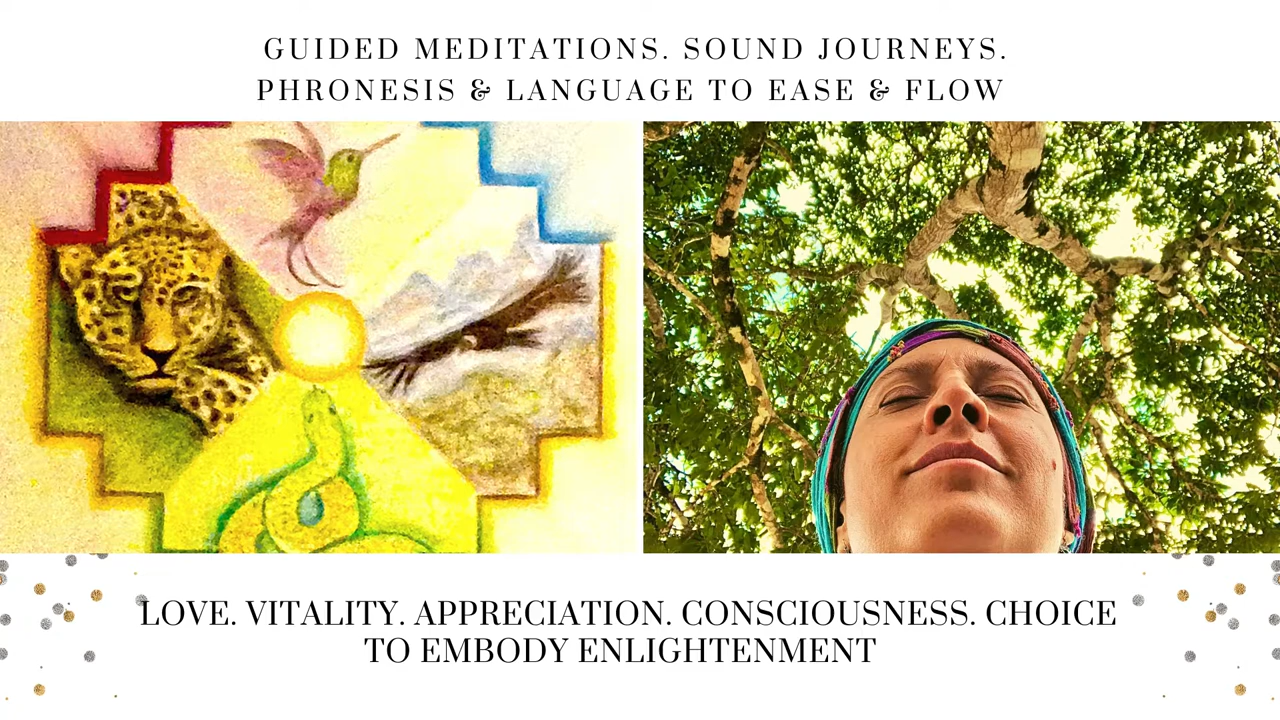 GUIDED MEDITATIONS. SOUND JOURNEYS.
PHRONESIS & LANGUAGE TO EASE & FLOW
LOVE. VITALITY. APPRECIATION. CONSCIOUSNESS. CHOICE
TO EMBODY ENLIGHTENMENT